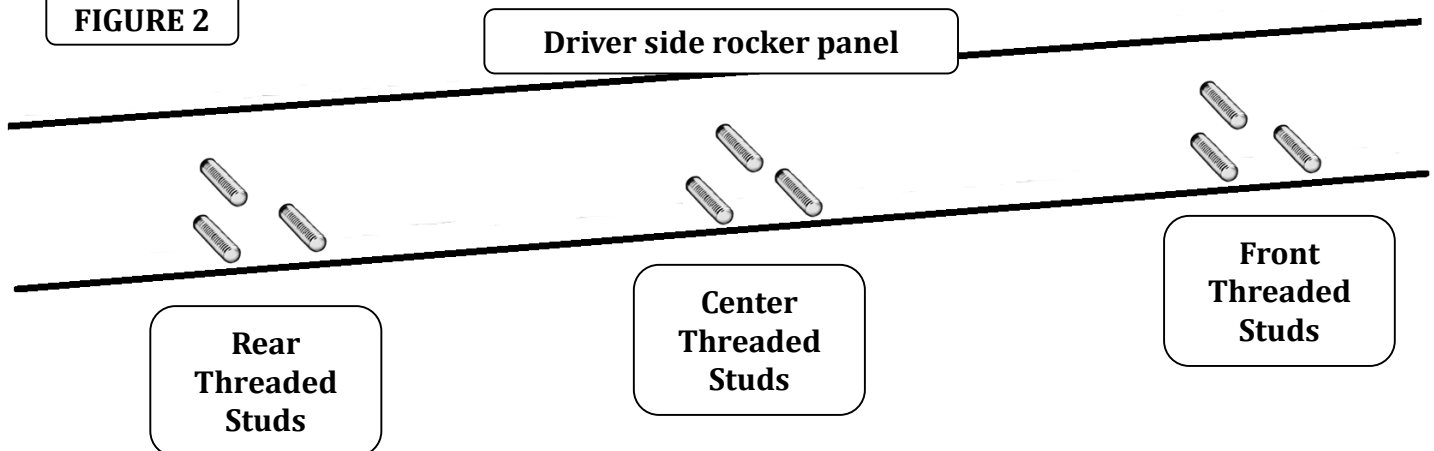 FIGURE 2
Driver side rocker panel
Front
Threaded
Studs
Center
Threaded
Studs
Rear
Threaded
Studs